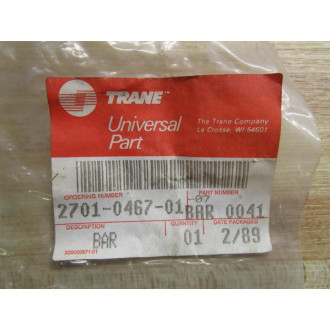 TRANE™
Universal
Part
The Trane Company
La Crosse, WI 54601
ORDERING NUMBER
PART NUMBER
-07
2701-0467-01
BAR 0041
DESCRIPTION
QUANTITY
DATE PACKAGED
BAR
01
2/89